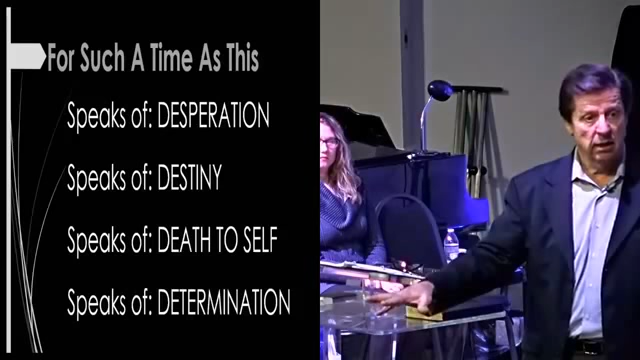 For Such A Time As This
Speaks of: DESPERATION
Speaks of: DESTINY
Speaks of: DEATH TO SELF
Speaks of: DETERMINATION